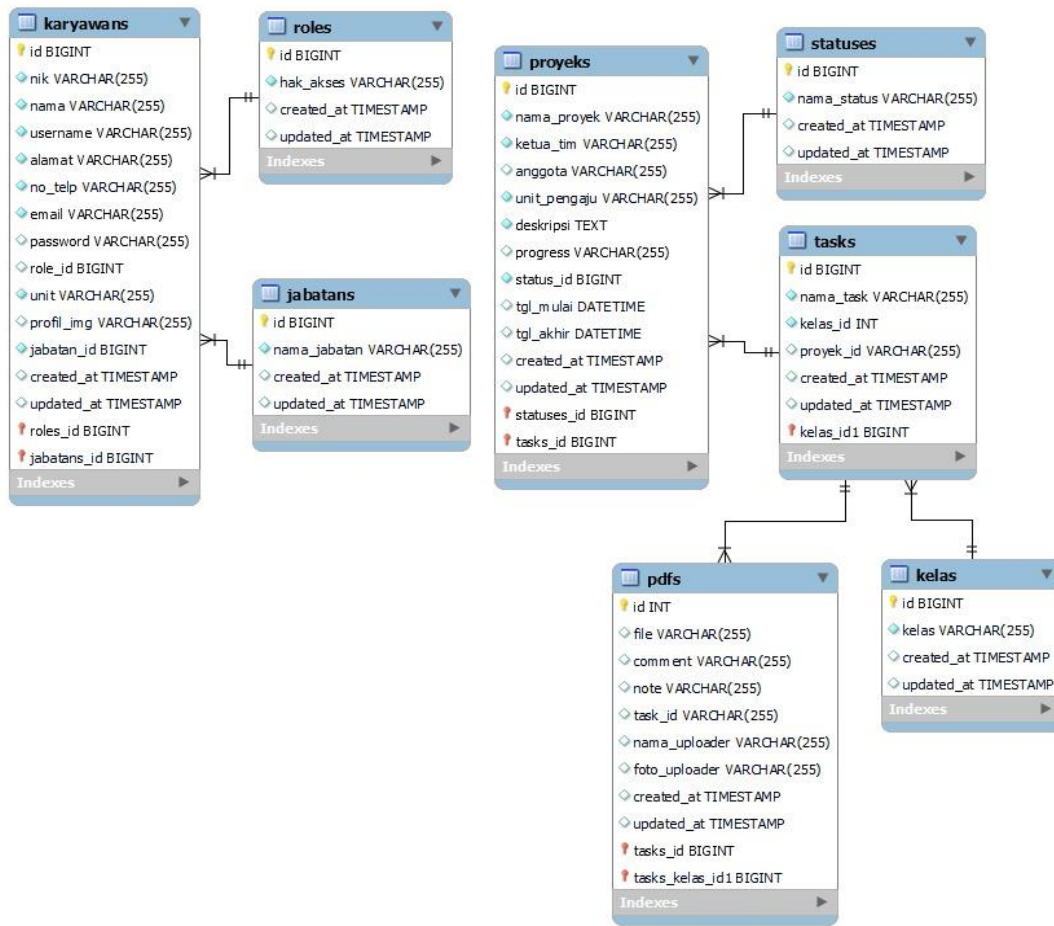 karyawans
id BIGINT
nik VARCHAR(255)
nama VARCHAR(255)
username VARCHAR(255)
alamat VARCHAR(255)
no_telp VARCHAR(255)
email VARCHAR(255)
password VARCHAR(255)
role_id BIGINT
unit VARCHAR(255)
profil_img VARCHAR(255)
jabatan_id BIGINT
created_at TIMESTAMP
updated_at TIMESTAMP
roles_id BIGINT
jabatans_id BIGINT
Indexes
roles
id BIGINT
hak_akses VARCHAR(255)
created_at TIMESTAMP
updated_at TIMESTAMP
Indexes
jabatans
id BIGINT
nama_jabatan VARCHAR(255)
created_at TIMESTAMP
updated_at TIMESTAMP
Indexes
proyeks
id BIGINT
nama_proyek VARCHAR(255)
ketua_tim VARCHAR(255)
anggota VARCHAR(255)
unit_pengaju VARCHAR(255)
deskripsi TEXT
progress VARCHAR(255)
status_id BIGINT
tgl_mulai DATETIME
tgl_akhir DATETIME
created_at TIMESTAMP
updated_at TIMESTAMP
statuses_id BIGINT
tasks_id BIGINT
Indexes
statuses
id BIGINT
nama_status VARCHAR(255)
created_at TIMESTAMP
updated_at TIMESTAMP
Indexes
tasks
id BIGINT
nama_task VARCHAR(255)
kelas_id INT
proyek_id VARCHAR(255)
created_at TIMESTAMP
updated_at TIMESTAMP
kelas_id1 BIGINT
Indexes
pdfs
id INT
file VARCHAR(255)
comment VARCHAR(255)
note VARCHAR(255)
task_id VARCHAR(255)
nama_uploader VARCHAR(255)
foto_uploader VARCHAR(255)
created_at TIMESTAMP
updated_at TIMESTAMP
tasks_id BIGINT
tasks_kelas_id1 BIGINT
Indexes
kelas
id BIGINT
kelas VARCHAR(255)
created_at TIMESTAMP
updated_at TIMESTAMP
Indexes